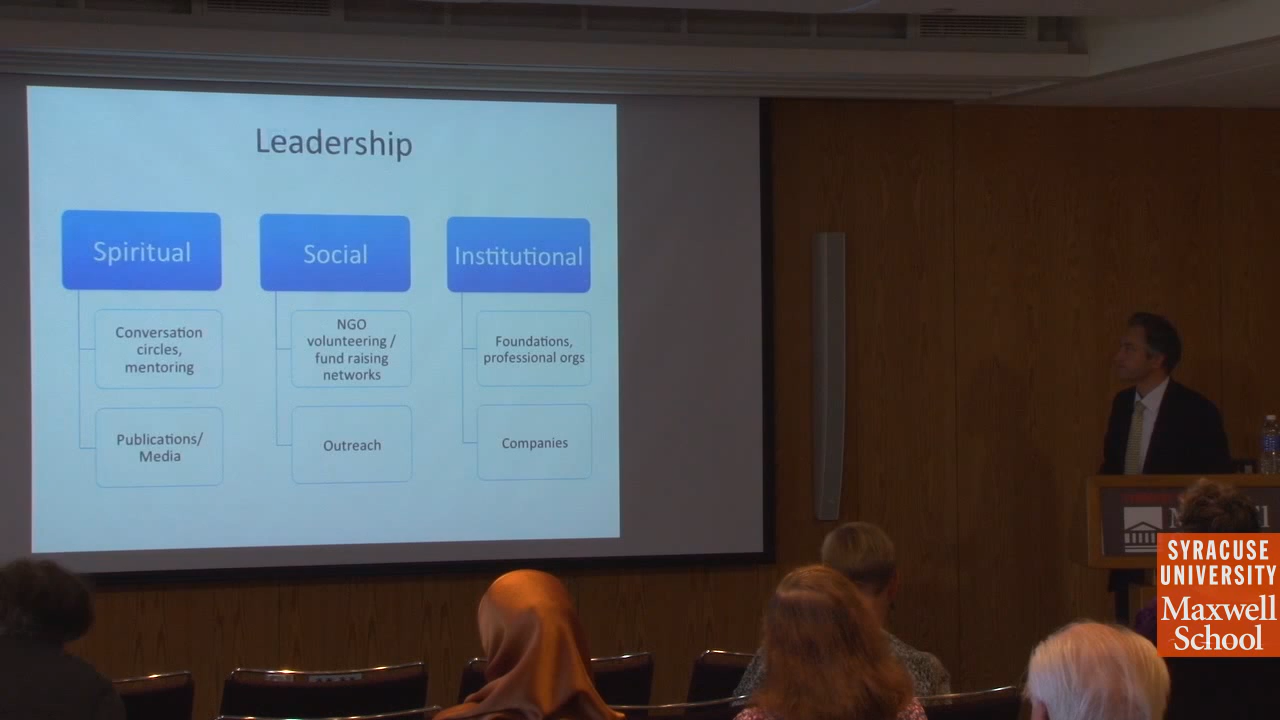 Leadership
Spiritual
Conversation
circles,
mentoring
Publications/
Media
Social
NGO
volunteering /
fund raising
networks
Outreach
Institutional
Foundations,
professional orgs
Companies
SYRACUSE
UNIVERSITY
Maxwell
School